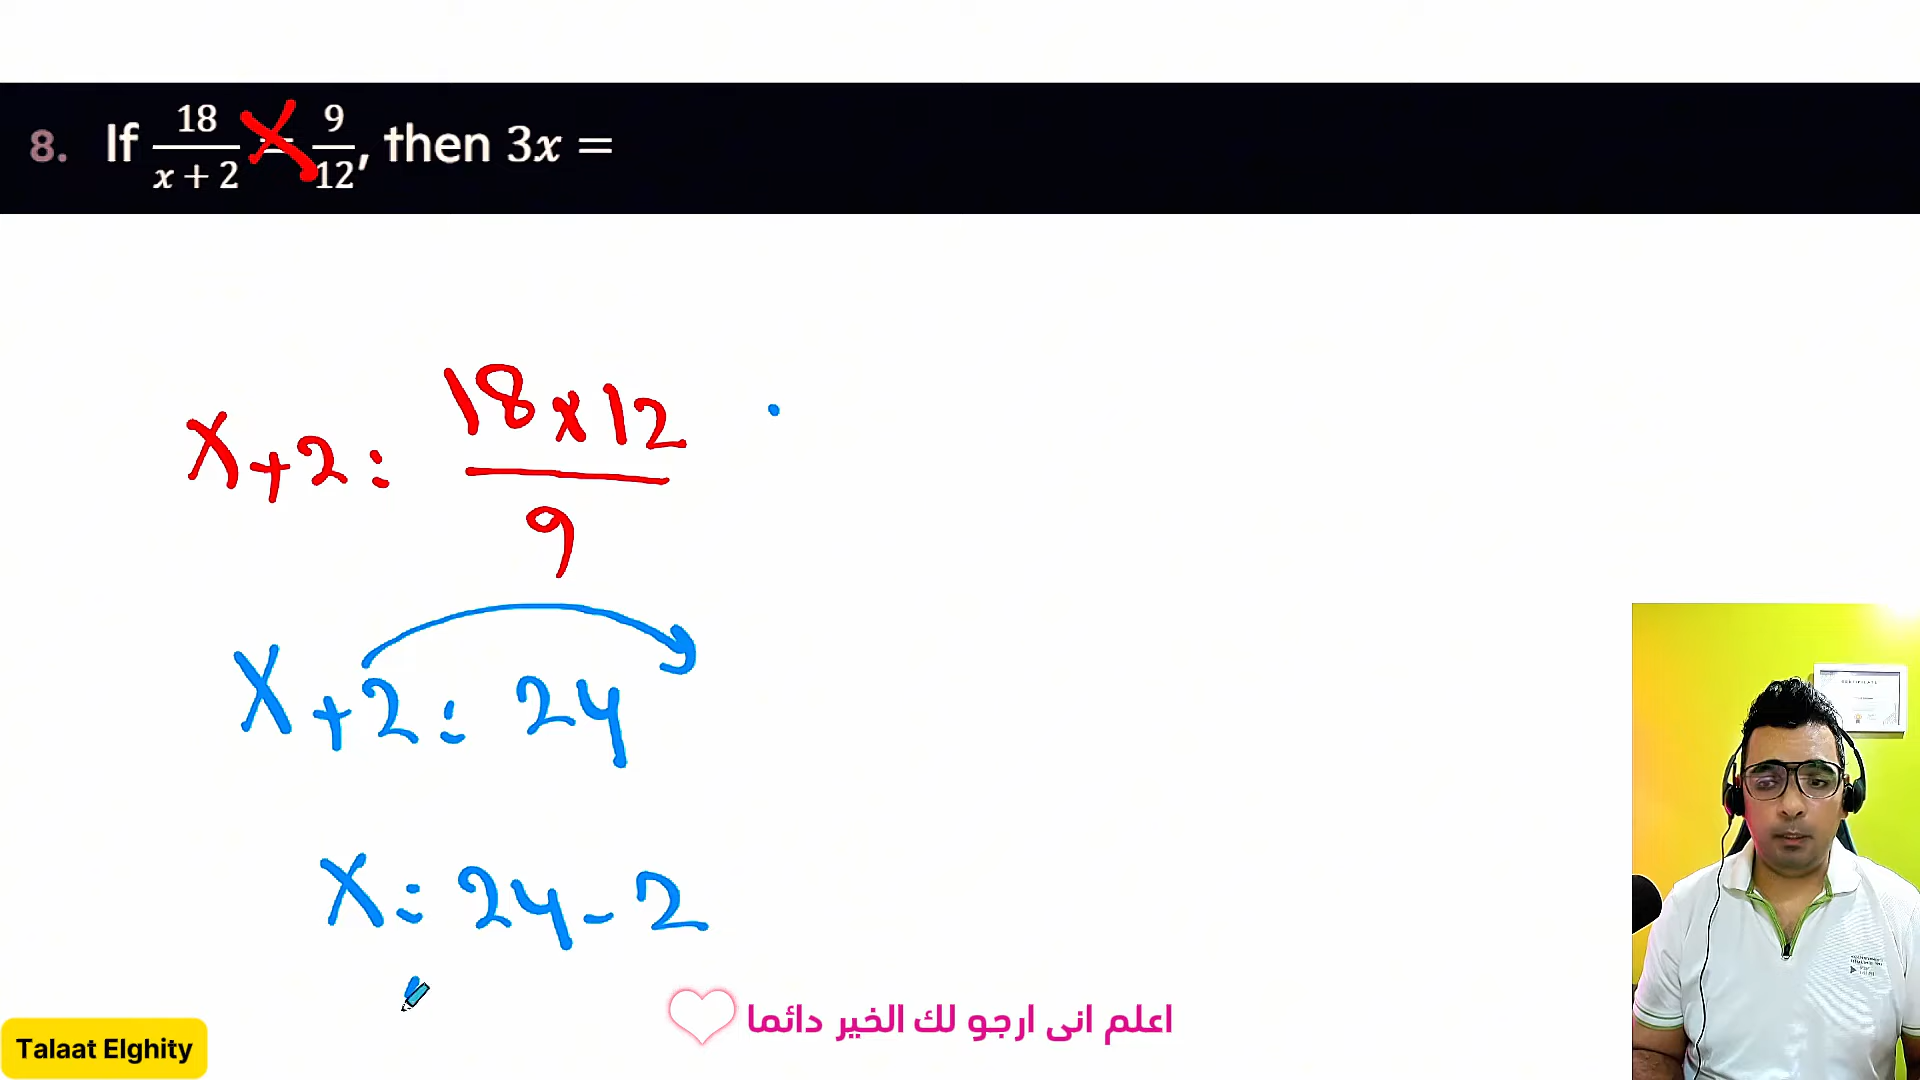 8. If 18/(x + 2) = 9/12, then 3x =
x+2 = 18x12
9
x+2 = 24
x = 24-2
اعلم انى ارجو لك الخير دائما
Talaat Elghity
CERTIFICATE